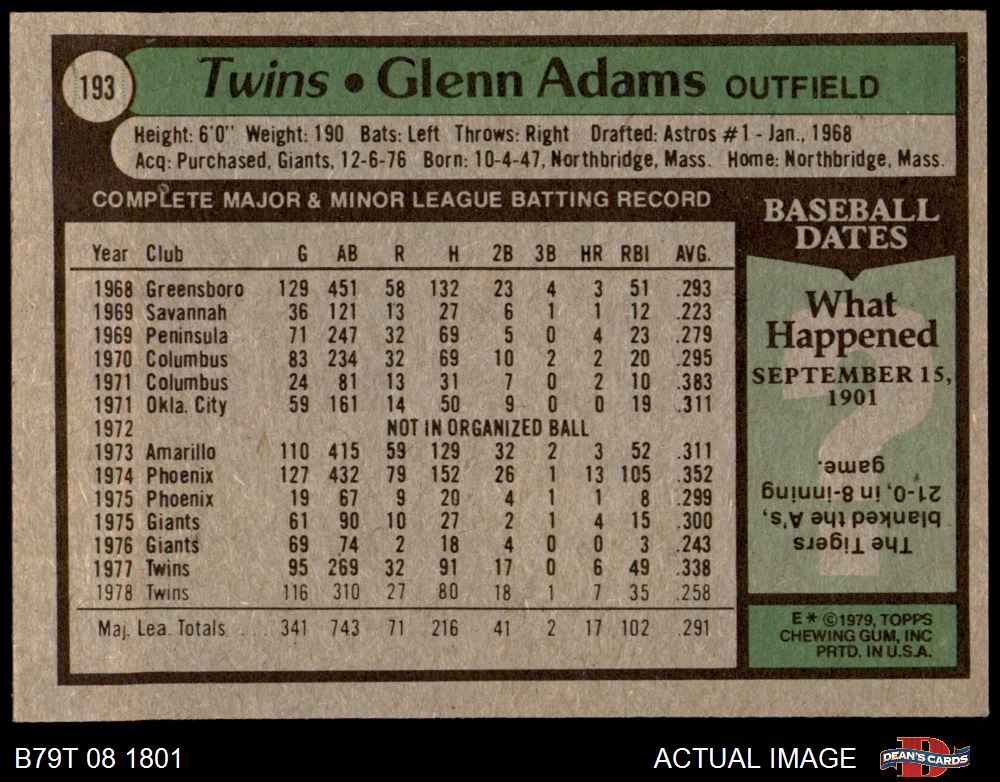 193
Twins • Glenn Adams OUTFIELD
Height: 6'0" Weight: 190 Bats: Left Throws: Right Drafted: Astros #1 - Jan., 1968
Acq: Purchased, Giants, 12-6-76 Born: 10-4-47, Northbridge, Mass. Home: Northbridge, Mass.
COMPLETE MAJOR & MINOR LEAGUE BATTING RECORD
Year Club G AB R H 2B 3B HR RBI AVG.
1968 Greensboro 129 451 58 132 23 4 3 51 .293
1969 Savannah 36 121 13 27 6 1 1 12 .223
1969 Peninsula 71 247 32 69 5 0 4 23 .279
1970 Columbus 83 234 32 69 10 2 2 20 .295
1971 Columbus 24 81 13 31 7 0 2 10 .383
1971 Okla. City 59 161 14 50 9 0 0 19 .311
1972 NOT IN ORGANIZED BALL
1973 Amarillo 110 415 59 129 32 2 3 52 .311
1974 Phoenix 127 432 79 152 26 1 13 105 .352
1975 Phoenix 19 67 9 20 4 1 1 8 .299
1975 Giants 61 90 10 27 2 1 4 15 .300
1976 Giants 69 74 2 18 4 0 0 3 .243
1977 Twins 95 269 32 91 17 0 6 49 .338
1978 Twins 116 310 27 80 18 1 7 35 .258
Maj. Lea. Totals ... 341 743 71 216 41 2 17 102 .291
BASEBALL
DATES
What
Happened
SEPTEMBER 15,
1901
The Tigers
blanked the A's,
21-0, in 8-inning
game.
E * ©1979, TOPPS
CHEWING GUM, INC
PRTD. IN U.S.A.
B79T 08 1801
ACTUAL IMAGE
DEAN'S CARDS